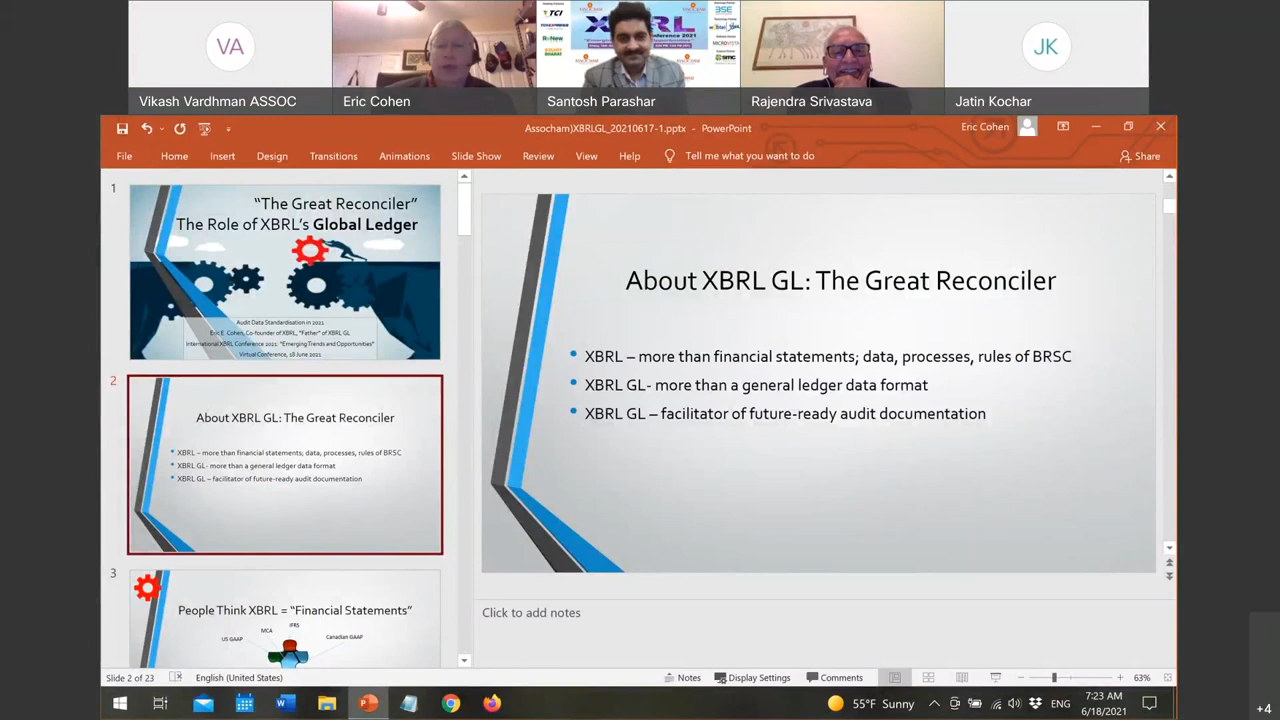 VA
JK
TCI
ReNew
XBRL
Conference 2021
BSE
MICROVISTA
smc
Vikash Vardhman ASSOC
Eric Cohen
Santosh Parashar
Rajendra Srivastava
Jatin Kochar
Assocham)XBRLGL_20210617-1.pptx - PowerPoint
Eric Cohen
File Home Insert Design Transitions Animations Slide Show Review View Help Tell me what you want to do Share
1
“The Great Reconciler”
The Role of XBRL’s Global Ledger
Audit Data Standardisation in 2021
Eric E. Cohen, Co-founder of XBRL, “Father” of XBRL GL
International XBRL Conference 2021: “Emerging Trends and Opportunities”
Virtual Conference, 18 June 2021
2
About XBRL GL: The Great Reconciler
• XBRL – more than financial statements; data, processes, rules of BRSC
• XBRL GL- more than a general ledger data format
• XBRL GL – facilitator of future-ready audit documentation
3
People Think XBRL = “Financial Statements”
IFRS
MCA
US GAAP
Canadian GAAP
About XBRL GL: The Great Reconciler
• XBRL – more than financial statements; data, processes, rules of BRSC
• XBRL GL- more than a general ledger data format
• XBRL GL – facilitator of future-ready audit documentation
Click to add notes
Slide 2 of 23 English (United States) Notes Display Settings Comments 63%
55°F Sunny ENG
7:23 AM
6/18/2021
+4